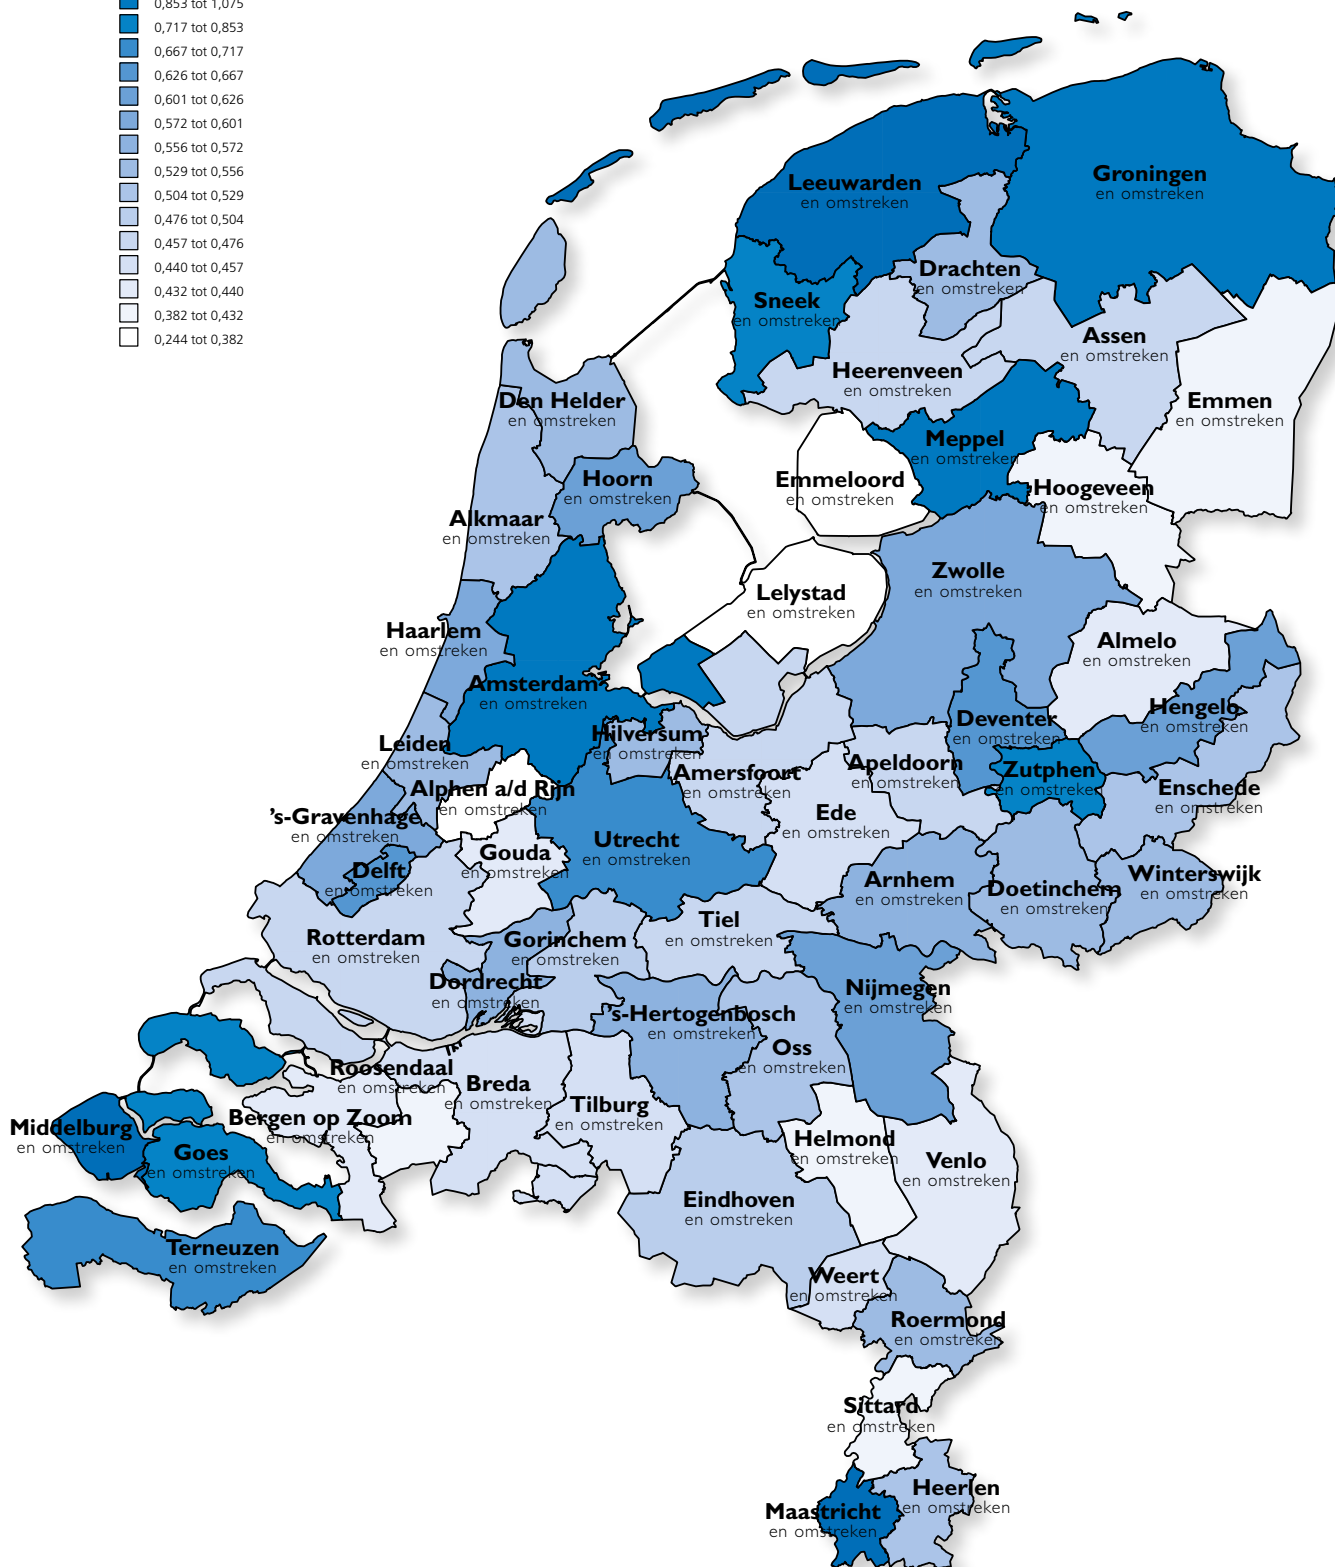 0,853 tot 1,075
0,717 tot 0,853
0,667 tot 0,717
0,626 tot 0,667
0,601 tot 0,626
0,572 tot 0,601
0,556 tot 0,572
0,529 tot 0,556
0,504 tot 0,529
0,476 tot 0,504
0,457 tot 0,476
0,440 tot 0,457
0,432 tot 0,440
0,382 tot 0,432
0,244 tot 0,382
Leeuwarden
en omstreken
Groningen
en omstreken
Drachten
en omstreken
Sneek
en omstreken
Assen
en omstreken
Heerenveen
en omstreken
Den Helder
en omstreken
Emmen
en omstreken
Meppel
en omstreken
Hoorn
en omstreken
Emmeloord
en omstreken
Hoogeveen
en omstreken
Alkmaar
en omstreken
Zwolle
en omstreken
Lelystad
en omstreken
Haarlem
en omstreken
Almelo
en omstreken
Amsterdam
en omstreken
Hengelo
en omstreken
Deventer
en omstreken
Hilversum
en omstreken
Leiden
en omstreken
Apeldoorn
en omstreken
Zutphen
en omstreken
Amersfoort
en omstreken
Alphen a/d Rijn
en omstreken
Enschede
en omstreken
Ede
en omstreken
's-Gravenhage
en omstreken
Utrecht
en omstreken
Gouda
en omstreken
Delft
en omstreken
Winterswijk
en omstreken
Arnhem
en omstreken
Doetinchem
en omstreken
Tiel
en omstreken
Rotterdam
en omstreken
Gorinchem
en omstreken
Dordrecht
en omstreken
Nijmegen
en omstreken
's-Hertogenbosch
en omstreken
Oss
en omstreken
Roosendaal
en omstreken
Breda
en omstreken
Tilburg
en omstreken
Bergen op Zoom
en omstreken
Middelburg
en omstreken
Helmond
en omstreken
Goes
en omstreken
Venlo
en omstreken
Eindhoven
en omstreken
Terneuzen
en omstreken
Weert
en omstreken
Roermond
en omstreken
Sittard
en omstreken
Heerlen
en omstreken
Maastricht
en omstreken